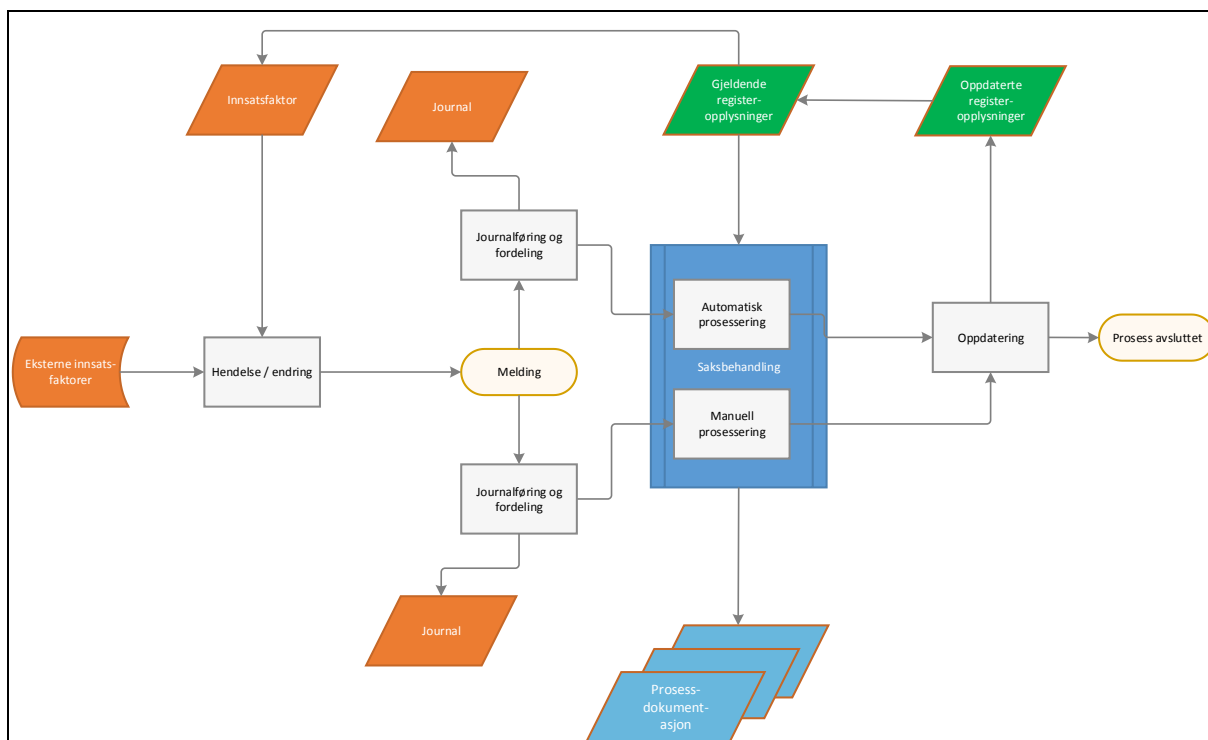 Innsatsfaktor
Journal
Gjeldende
register-
opplysninger
Oppdaterte
register-
opplysninger
Journalføring og
fordeling
Automatisk
prosessering
Oppdatering
Prosess avsluttet
Eksterne innsats-
faktorer
Hendelse / endring
Melding
Saksbehandling
Manuell
prosessering
Journalføring og
fordeling
Journal
Prosess-
dokument-
asjon